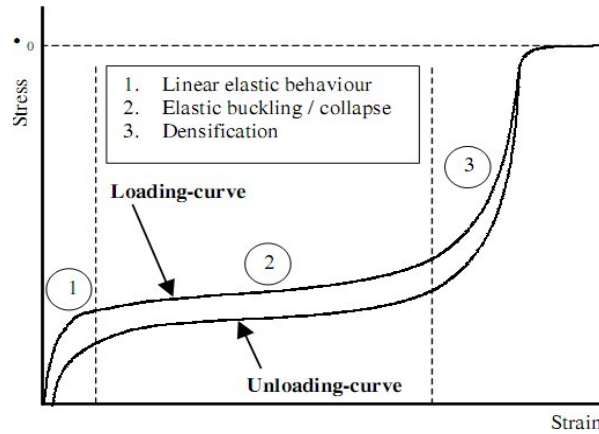 • 0
Stress
1. Linear elastic behaviour
2. Elastic buckling / collapse
3. Densification
Loading-curve
3
2
1
Unloading-curve
Strain